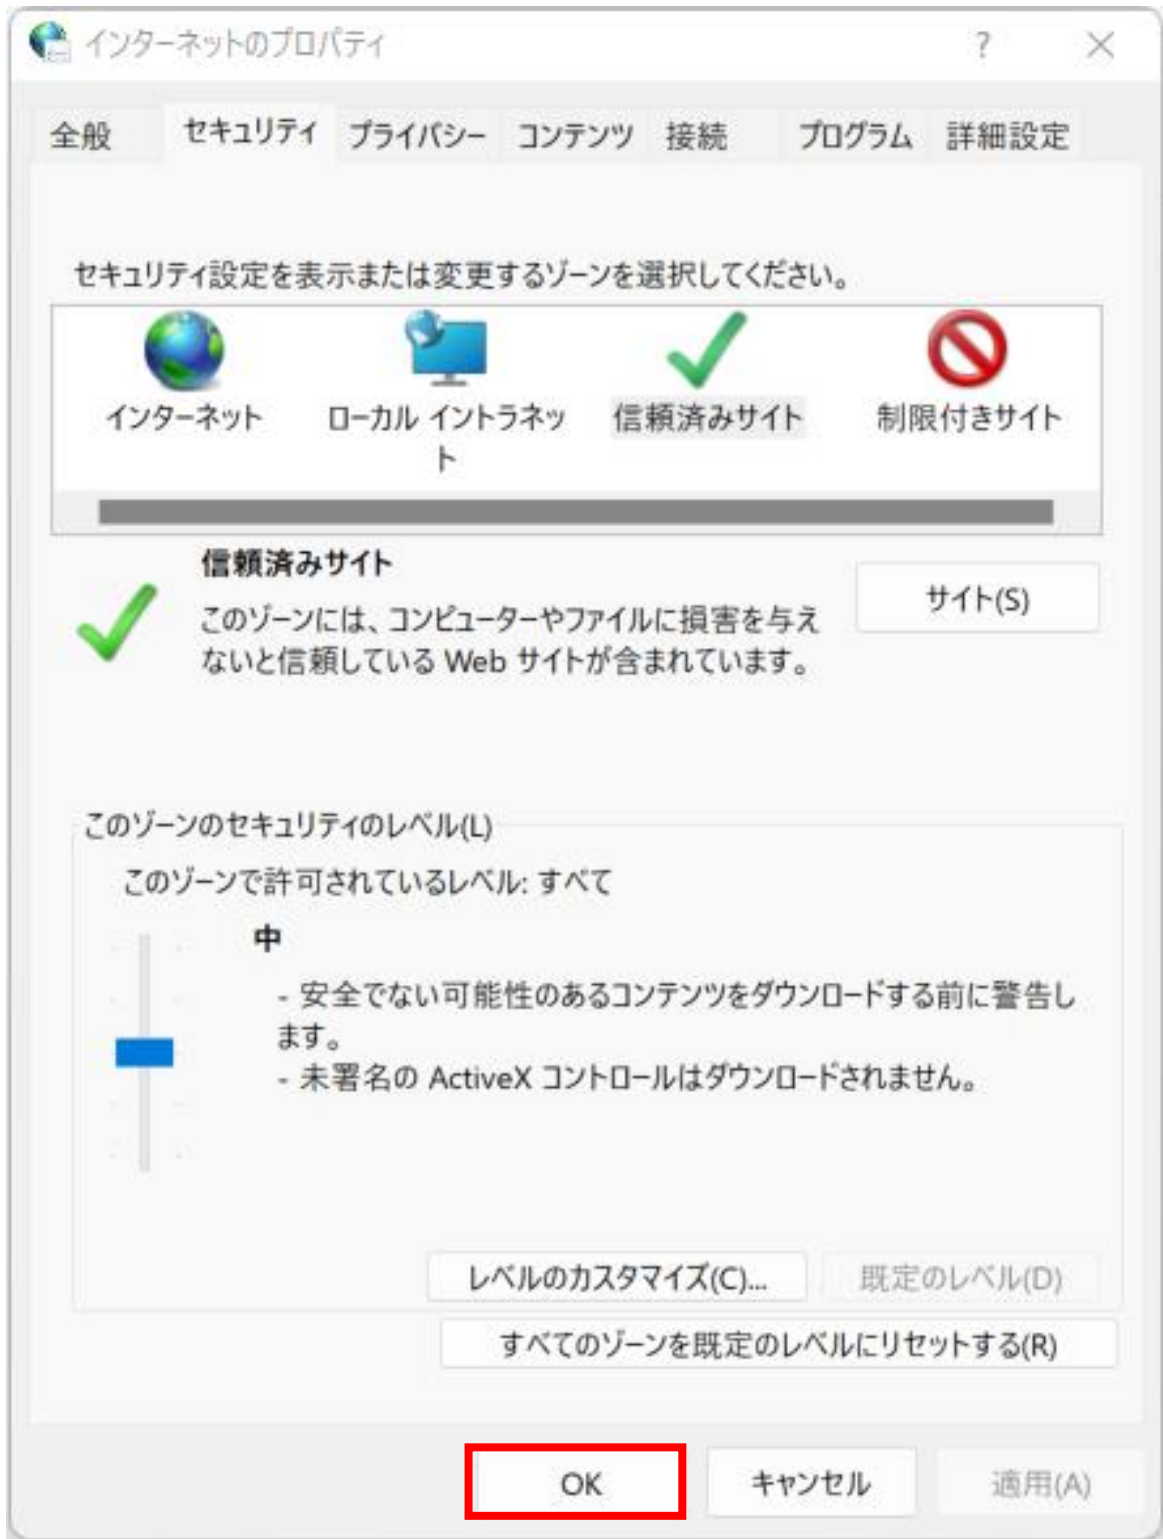 インターネットのプロパティ
?
全般 セキュリティ プライバシー コンテンツ 接続 プログラム 詳細設定
セキュリティ設定を表示または変更するゾーンを選択してください。
インターネット ローカル イントラネッ 信頼済みサイト 制限付きサイト
ト
信頼済みサイト
サイト(S)
このゾーンには、コンピューターやファイルに損害を与え
ないと信頼している Web サイトが含まれています。
このゾーンのセキュリティのレベル(L)
このゾーンで許可されているレベル: すべて
中
- 安全でない可能性のあるコンテンツをダウンロードする前に警告し
ます。
- 未署名の ActiveX コントロールはダウンロードされません。
レベルのカスタマイズ(C)... 既定のレベル(D)
すべてのゾーンを既定のレベルにリセットする(R)
OK キャンセル 適用(A)